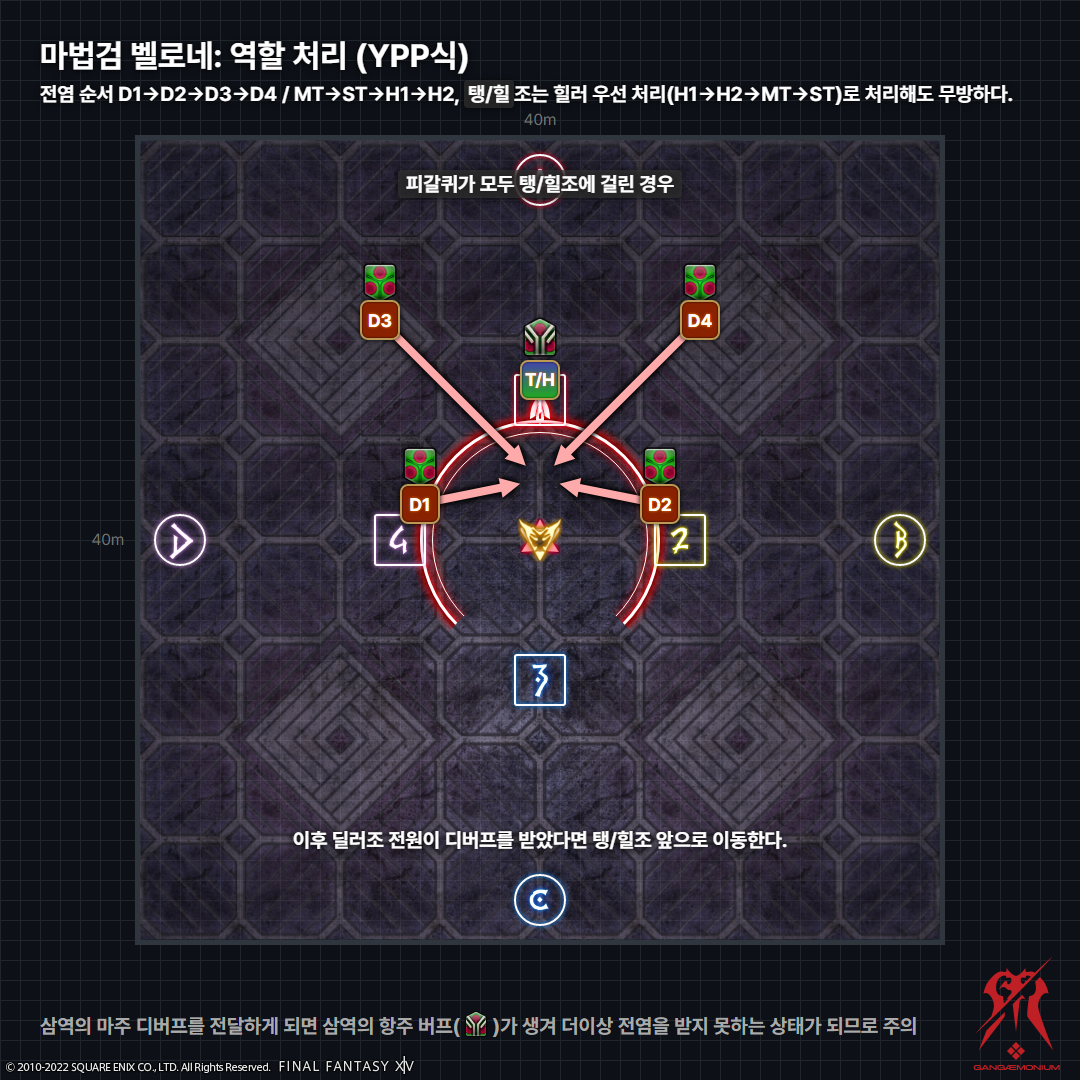 마법검 벨로네: 역할 처리 (YPP식)
전염 순서 D1→D2→D3→D4 / MT→ST→H1→H2, 탱/힐 조는 힐러 우선 처리(H1→H2→MT→ST)로 처리해도 무방하다.
40m
피갈퀴가 모두 탱/힐조에 걸린 경우
D3
D4
T/H
D1
D2
40m
D
4
2
B
3
이후 딜러조 전원이 디버프를 받았다면 탱/힐조 앞으로 이동한다.
C
삼역의 마주 디버프를 전달하게 되면 삼역의 항주 버프( )가 생겨 더이상 전염을 받지 못하는 상태가 되므로 주의
GANGÆMONIUM
© 2010-2022 SQUARE ENIX CO., LTD. All Rights Reserved. FINAL FANTASY XIV